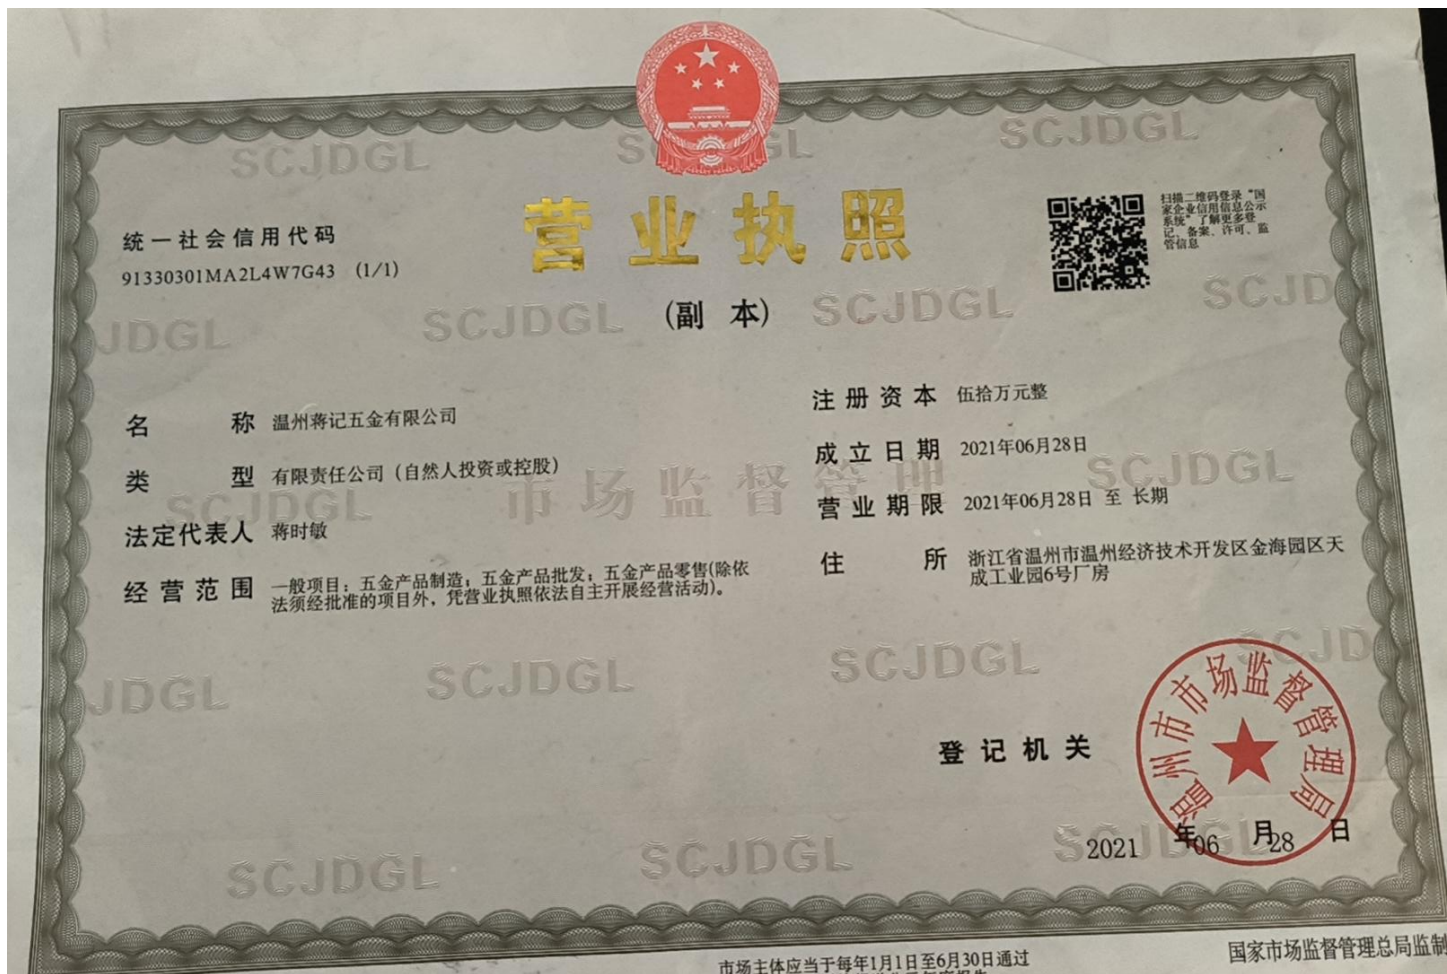 营业执照
(副 本)
统一社会信用代码
91330301MA2L4W7G43 (1/1)
扫描二维码登录“国
家企业信用信息公示
系统”了解更多登
记、备案、许可、监
管信息
名 称 温州蒋记五金有限公司
类 型 有限责任公司（自然人投资或控股）
法定代表人 蒋时敏
经营范围 一般项目：五金产品制造；五金产品批发；五金产品零售(除依
法须经批准的项目外，凭营业执照依法自主开展经营活动)。
注册资本 伍拾万元整
成立日期 2021年06月28日
营业期限 2021年06月28日 至 长期
住 所 浙江省温州市温州经济技术开发区金海园区天
成工业园6号厂房
登记机关
温州市市场监督管理局
2021 年 06 月 28 日
SCJDGL
市场监督管理
市场主体应当于每年1月1日至6月30日通过
国家市场监督管理总局监制